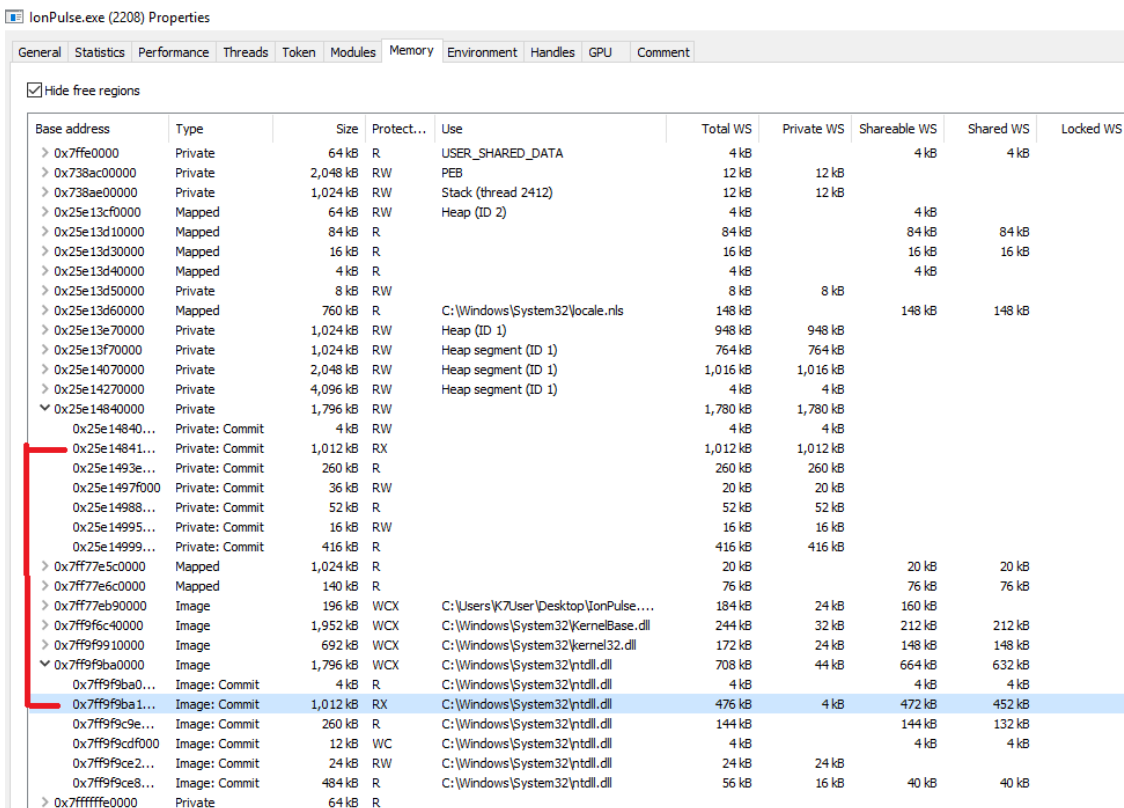 IonPulse.exe (2208) Properties
General Statistics Performance Threads Token Modules Memory Environment Handles GPU Comment
Hide free regions
Base address Type Size Protect... Use Total WS Private WS Shareable WS Shared WS Locked WS
0x7ffe0000 Private 64 kB R USER_SHARED_DATA 4 kB 4 kB 4 kB
0x738ac00000 Private 2,048 kB RW PEB 12 kB 12 kB
0x738ae00000 Private 1,024 kB RW Stack (thread 2412) 12 kB 12 kB
0x25e13cf0000 Mapped 64 kB RW Heap (ID 2) 4 kB 4 kB
0x25e13d10000 Mapped 84 kB R 84 kB 84 kB 84 kB
0x25e13d30000 Mapped 16 kB R 16 kB 16 kB 16 kB
0x25e13d40000 Mapped 4 kB R 4 kB 4 kB
0x25e13d50000 Private 8 kB RW 8 kB 8 kB
0x25e13d60000 Mapped 760 kB R C:\Windows\System32\locale.nls 148 kB 148 kB 148 kB
0x25e13e70000 Private 1,024 kB RW Heap (ID 1) 948 kB 948 kB
0x25e13f70000 Private 1,024 kB RW Heap segment (ID 1) 764 kB 764 kB
0x25e14070000 Private 2,048 kB RW Heap segment (ID 1) 1,016 kB 1,016 kB
0x25e14270000 Private 4,096 kB RW Heap segment (ID 1) 4 kB 4 kB
0x25e14840000 Private 1,796 kB RW 1,780 kB 1,780 kB
0x25e14840... Private: Commit 4 kB RW 4 kB 4 kB
0x25e14841... Private: Commit 1,012 kB RX 1,012 kB 1,012 kB
0x25e1493e... Private: Commit 260 kB R 260 kB 260 kB
0x25e1497f000 Private: Commit 36 kB RW 20 kB 20 kB
0x25e14988... Private: Commit 52 kB R 52 kB 52 kB
0x25e14995... Private: Commit 16 kB RW 16 kB 16 kB
0x25e14999... Private: Commit 416 kB R 416 kB 416 kB
0x7ff77e5c0000 Mapped 1,024 kB R 20 kB 20 kB 20 kB
0x7ff77e6c0000 Mapped 140 kB R 76 kB 76 kB 76 kB
0x7ff77eb90000 Image 196 kB WCX C:\Users\K7User\Desktop\IonPulse.... 184 kB 24 kB 160 kB
0x7ff9f6c40000 Image 1,952 kB WCX C:\Windows\System32\KernelBase.dll 244 kB 32 kB 212 kB 212 kB
0x7ff9f9910000 Image 692 kB WCX C:\Windows\System32\kernel32.dll 172 kB 24 kB 148 kB 148 kB
0x7ff9f9ba0000 Image 1,796 kB WCX C:\Windows\System32\ntdll.dll 708 kB 44 kB 664 kB 632 kB
0x7ff9f9ba0... Image: Commit 4 kB R C:\Windows\System32\ntdll.dll 4 kB 4 kB 4 kB
0x7ff9f9ba1... Image: Commit 1,012 kB RX C:\Windows\System32\ntdll.dll 476 kB 4 kB 472 kB 452 kB
0x7ff9f9c9e... Image: Commit 260 kB R C:\Windows\System32\ntdll.dll 144 kB 144 kB 132 kB
0x7ff9f9cdf000 Image: Commit 12 kB WC C:\Windows\System32\ntdll.dll 4 kB 4 kB 4 kB
0x7ff9f9ce2... Image: Commit 24 kB RW C:\Windows\System32\ntdll.dll 24 kB 24 kB
0x7ff9f9ce8... Image: Commit 484 kB R C:\Windows\System32\ntdll.dll 56 kB 16 kB 40 kB 40 kB
0x7ffffffe0000 Private 64 kB R